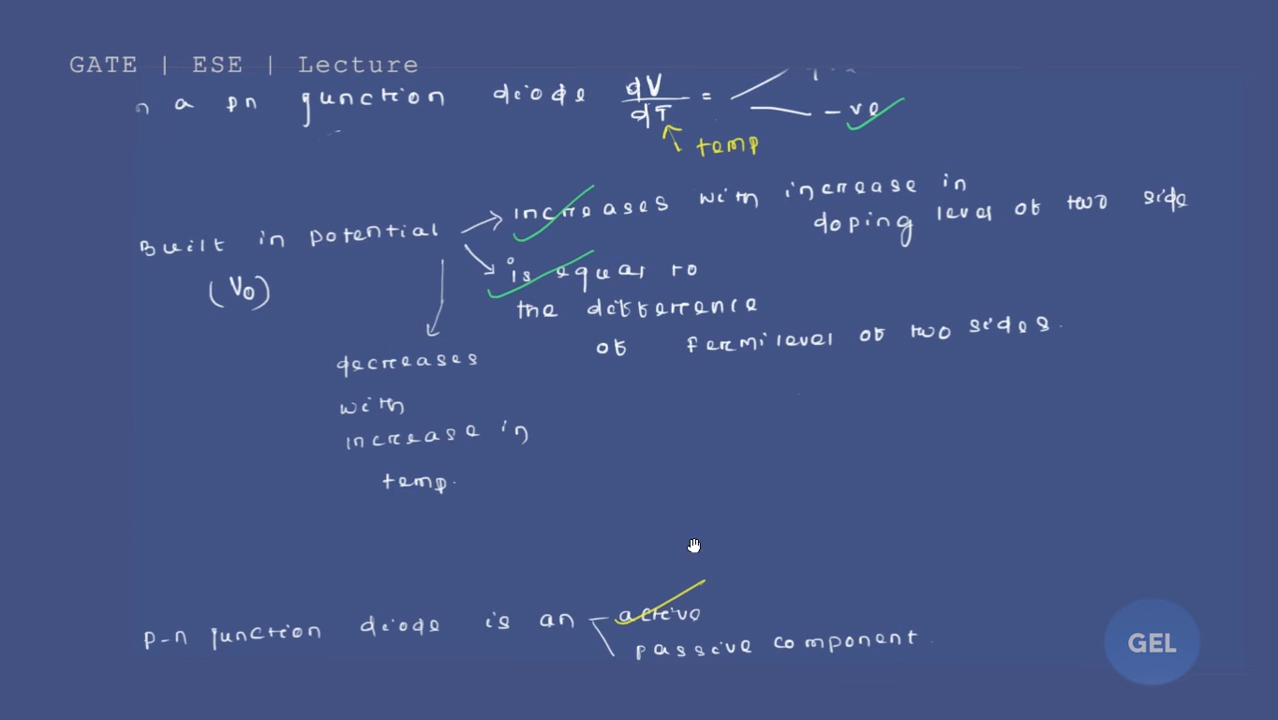 GATE | ESE | Lecture
n a pn junction diode dV/dT = - ve
temp
Built in potential increases with increase in doping level of two side
(V0) is equal to
the difference
of fermi level of two sides.
decreases
with
increase in
temp.
p-n junction diode is an active
passive component.
GEL